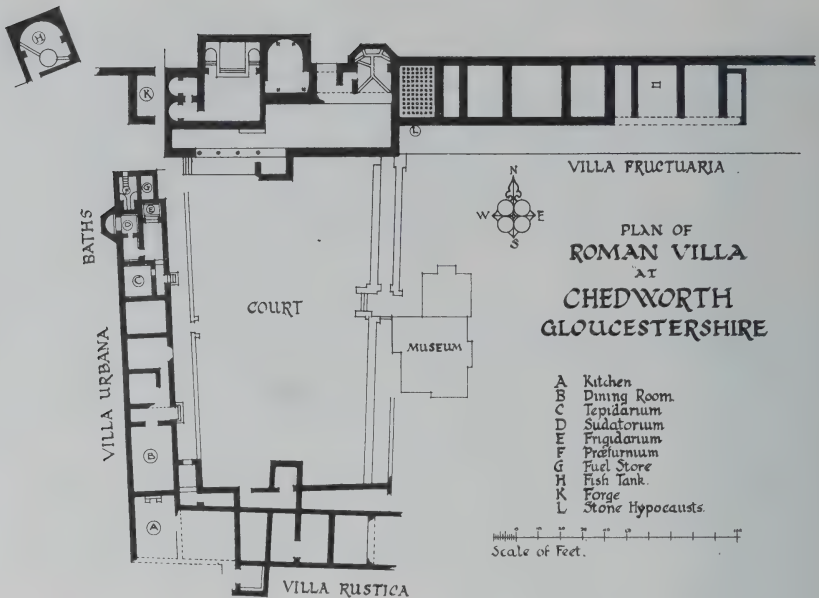 H
K
L
VILLA FRUCTUARIA
N
W E
S
PLAN OF
ROMAN VILLA
AT
CHEDWORTH
GLOUCESTERSHIRE
BATHS
G
E
D
C
COURT
MUSEUM
VILLA URBANA
B
A
VILLA RUSTICA
A Kitchen
B Dining Room.
C Tepidarium
D Sudatorium
E Frigidarium
F Præfurnium
G Fuel Store
H Fish Tank.
K Forge
L Stone Hypocausts.
Scale of Feet.